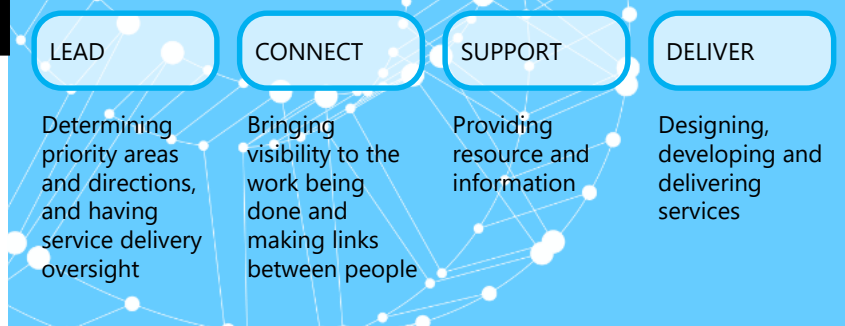 LEAD
Determining
priority areas
and directions,
and having
service delivery
oversight
CONNECT
Bringing
visibility to the
work being
done and
making links
between people
SUPPORT
Providing
resource and
information
DELIVER
Designing,
developing and
delivering
services